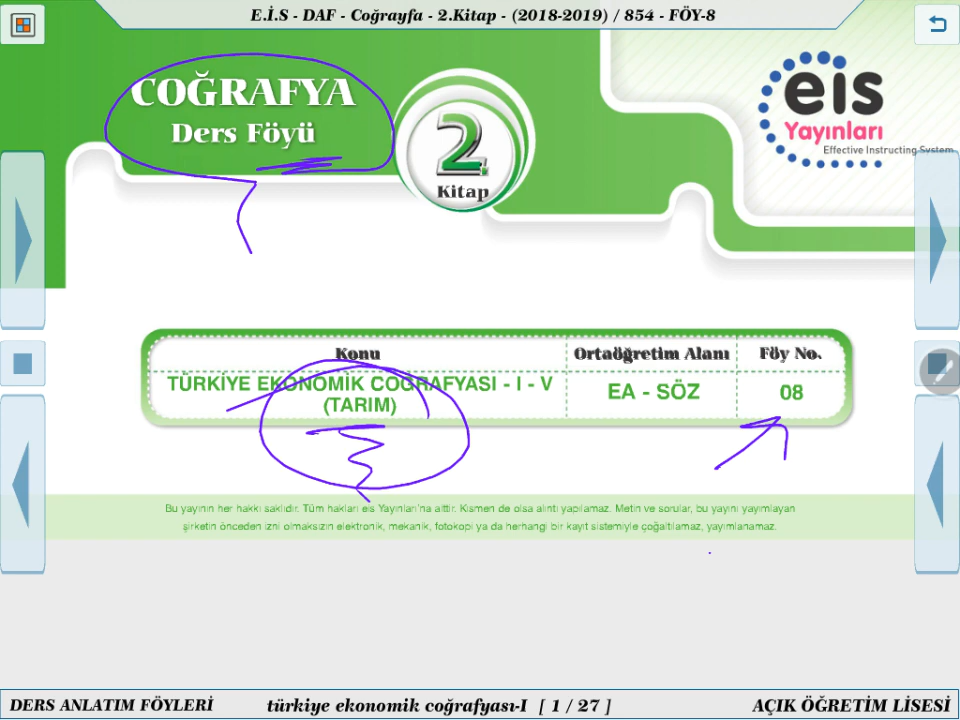 E.İ.S - DAF - Coğrayfa - 2.Kitap - (2018-2019) / 854 - FÖY-8
COĞRAFYA
Ders Föyü
2.
Kitap
eis
Yayınları
Effective Instructing System
Konu
Ortaöğretim Alanı
Föy No.
TÜRKİYE EKONOMİK COĞRAFYASI - I - V
(TARIM)
EA - SÖZ
08
Bu yayının her hakkı saklıdır. Tüm hakları eis Yayınları'na aittir. Kısmen de olsa alıntı yapılamaz. Metin ve sorular, bu yayını yayımlayan
şirketin önceden izni olmaksızın elektronik, mekanik, fotokopi ya da herhangi bir kayıt sistemiyle çoğaltılamaz, yayımlanamaz.
DERS ANLATIM FÖYLERİ
türkiye ekonomik coğrafyası-I [ 1 / 27 ]
AÇIK ÖĞRETİM LİSESİ